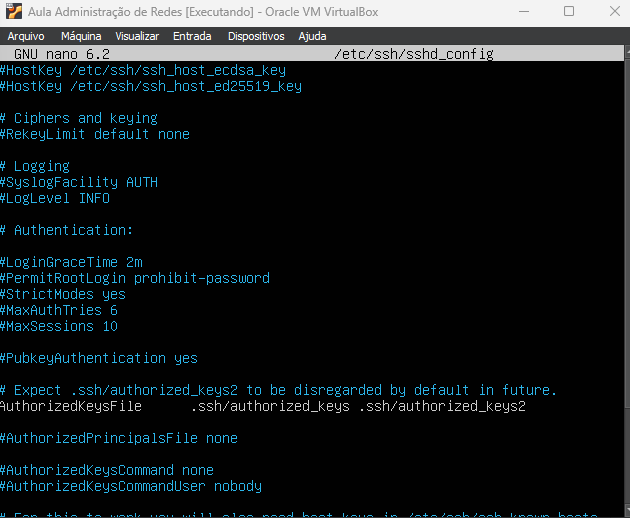 Aula Administração de Redes [Executando] - Oracle VM VirtualBox
Arquivo Máquina Visualizar Entrada Dispositivos Ajuda
GNU nano 6.2 /etc/ssh/sshd_config
#HostKey /etc/ssh/ssh_host_ecdsa_key
#HostKey /etc/ssh/ssh_host_ed25519_key
# Ciphers and keying
#RekeyLimit default none
# Logging
#SyslogFacility AUTH
#LogLevel INFO
# Authentication:
#LoginGraceTime 2m
#PermitRootLogin prohibit-password
#StrictModes yes
#MaxAuthTries 6
#MaxSessions 10
#PubkeyAuthentication yes
# Expect .ssh/authorized_keys2 to be disregarded by default in future.
AuthorizedKeysFile .ssh/authorized_keys .ssh/authorized_keys2
#AuthorizedPrincipalsFile none
#AuthorizedKeysCommand none
#AuthorizedKeysCommandUser nobody
# For this to work you will also need host keys in /etc/ssh/ssh_known_hosts